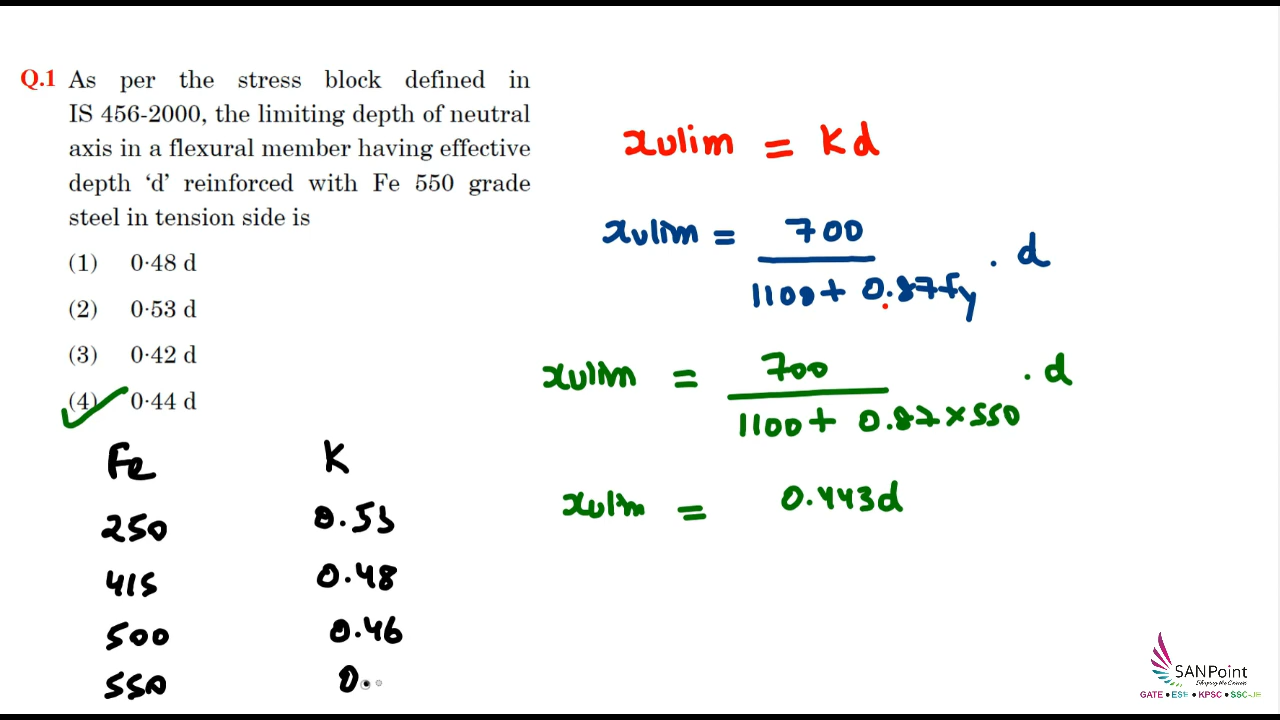 Q.1 As per the stress block defined in
IS 456-2000, the limiting depth of neutral
axis in a flexural member having effective
depth ‘d’ reinforced with Fe 550 grade
steel in tension side is
(1) 0·48 d
(2) 0·53 d
(3) 0·42 d
(4) 0·44 d
Fe K
250 0.53
415 0.48
500 0.46
550 0.
xulim = Kd
xulim = 700 / 1100 + 0.87fy . d
xulim = 700 / 1100 + 0.87×550 . d
xulim = 0.443d
SANPoint
Shaping the Careers
GATE • ESE • KPSC • SSC-JE